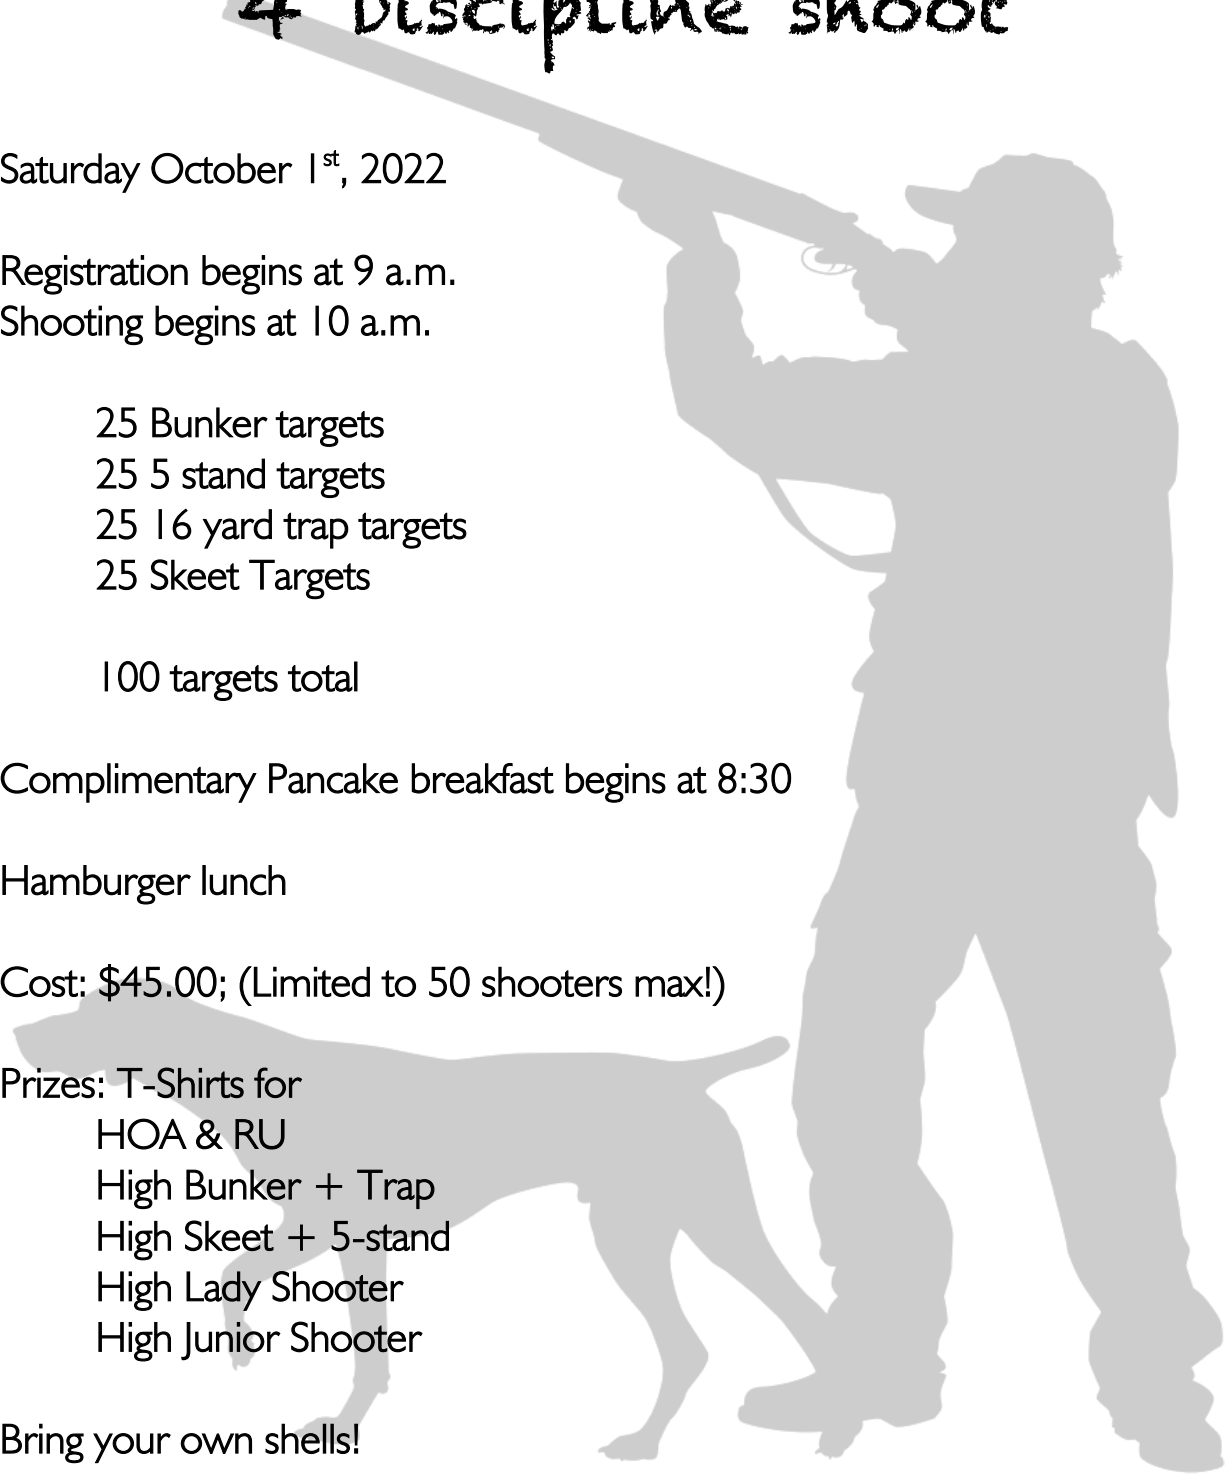 4 Discipline shoot
Saturday October 1st, 2022
Registration begins at 9 a.m.
Shooting begins at 10 a.m.
25 Bunker targets
25 5 stand targets
25 16 yard trap targets
25 Skeet Targets
100 targets total
Complimentary Pancake breakfast begins at 8:30
Hamburger lunch
Cost: $45.00; (Limited to 50 shooters max!)
Prizes: T-Shirts for
HOA & RU
High Bunker + Trap
High Skeet + 5-stand
High Lady Shooter
High Junior Shooter
Bring your own shells!